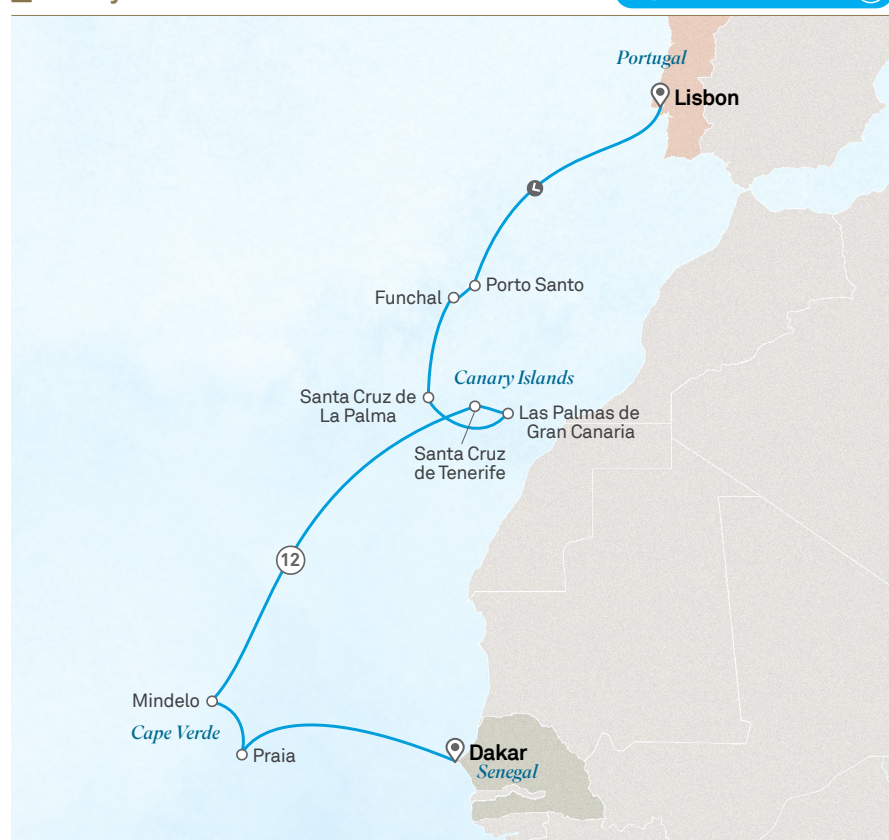 Portugal
Lisbon
Porto Santo
Funchal
Canary Islands
Santa Cruz de
La Palma
Las Palmas de
Gran Canaria
Santa Cruz
de Tenerife
12
Mindelo
Cape Verde
Praia
Dakar
Senegal